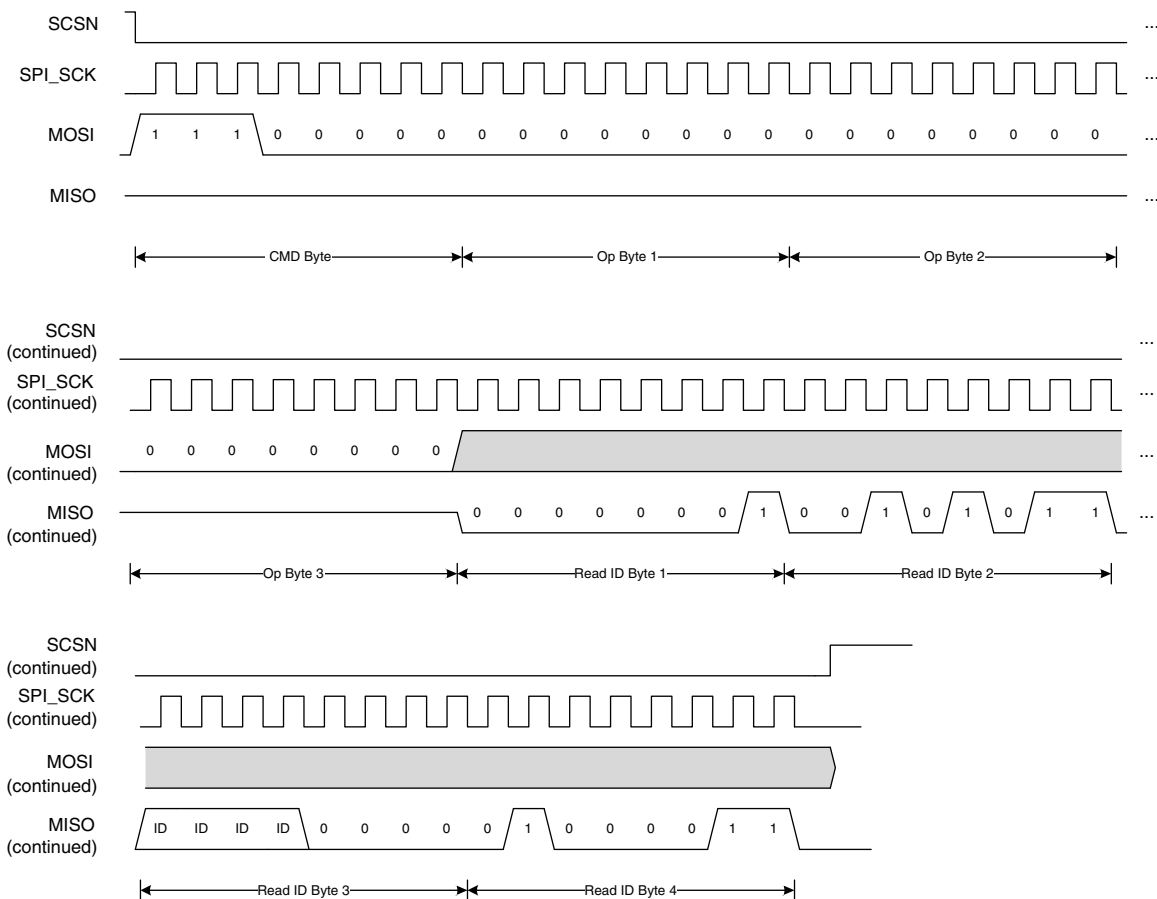 SCSN ...
SPI_SCK ...
MOSI 1 1 1 0 0 0 0 0 0 0 0 0 0 0 0 0 0 0 0 0 0 0 0 0 ...
MISO ...
CMD Byte Op Byte 1 Op Byte 2
SCSN
(continued) ...
SPI_SCK
(continued) ...
MOSI 0 0 0 0 0 0 0 0
(continued) ...
MISO 0 0 0 0 0 0 0 1 0 0 1 0 1 0 1 1 ...
(continued)
Op Byte 3 Read ID Byte 1 Read ID Byte 2
SCSN
(continued)
SPI_SCK
(continued)
MOSI
(continued)
MISO ID ID ID ID 0 0 0 0 0 1 0 0 0 0 1 1
(continued)
Read ID Byte 3 Read ID Byte 4